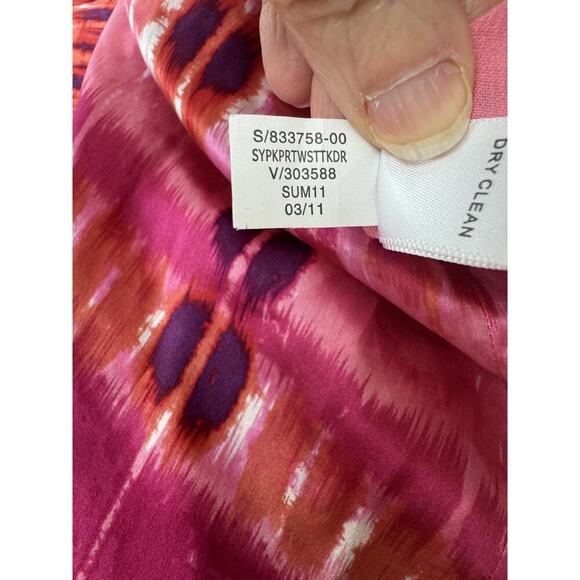 S/833758-00
SYPKPRTWSTTKDR
V/303588
SUM11
03/11
DRY CLEAN